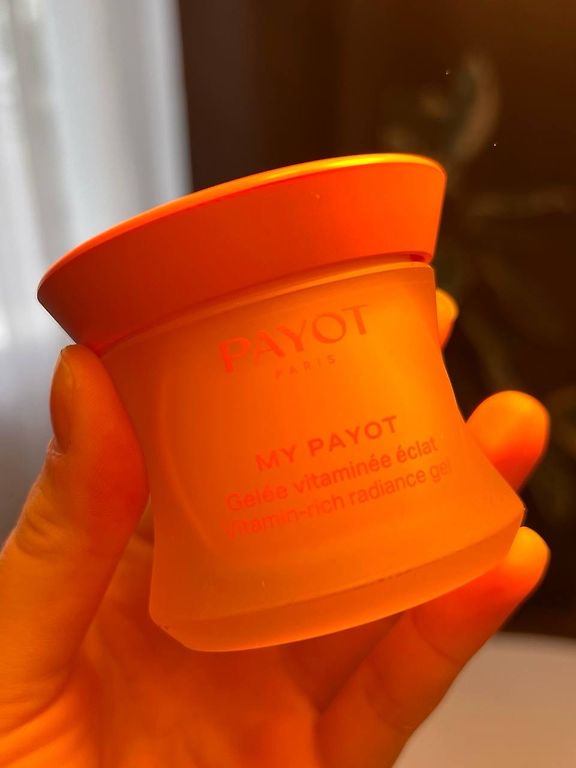 PAYOT
PARIS
MY PAYOT
Gelée vitaminée éclat
vitamin-rich radiance gel